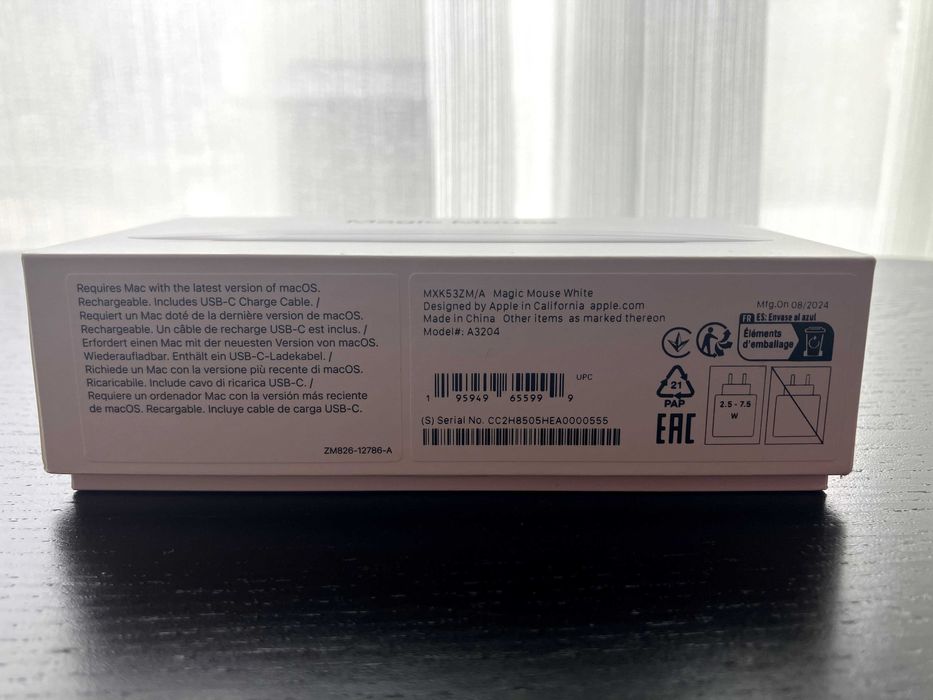 Magic Mouse
Requires Mac with the latest version of macOS.
Rechargeable. Includes USB-C Charge Cable. /
Requiert un Mac doté de la dernière version de macOS.
Rechargeable. Un câble de recharge USB-C est inclus. /
Erfordert einen Mac mit der neuesten Version von macOS.
Wiederaufladbar. Enthält ein USB-C-Ladekabel. /
Richiede un Mac con la versione più recente di macOS.
Ricaricabile. Include cavo di ricarica USB-C. /
Requiere un ordenador Mac con la versión más reciente
de macOS. Recargable. Incluye cable de carga USB-C.
ZM826-12786-A
MXK53ZM/A Magic Mouse White
Designed by Apple in California apple.com
Made in China Other items as marked thereon
Model#: A3204
Mfg.On 08/2024
FR ES: Envase al azul
Éléments
d'emballage
UPC
1 95949 65599 9
(S) Serial No. CC2H8505HEA0000555
21
PAP
EAC
2.5 - 7.5
W